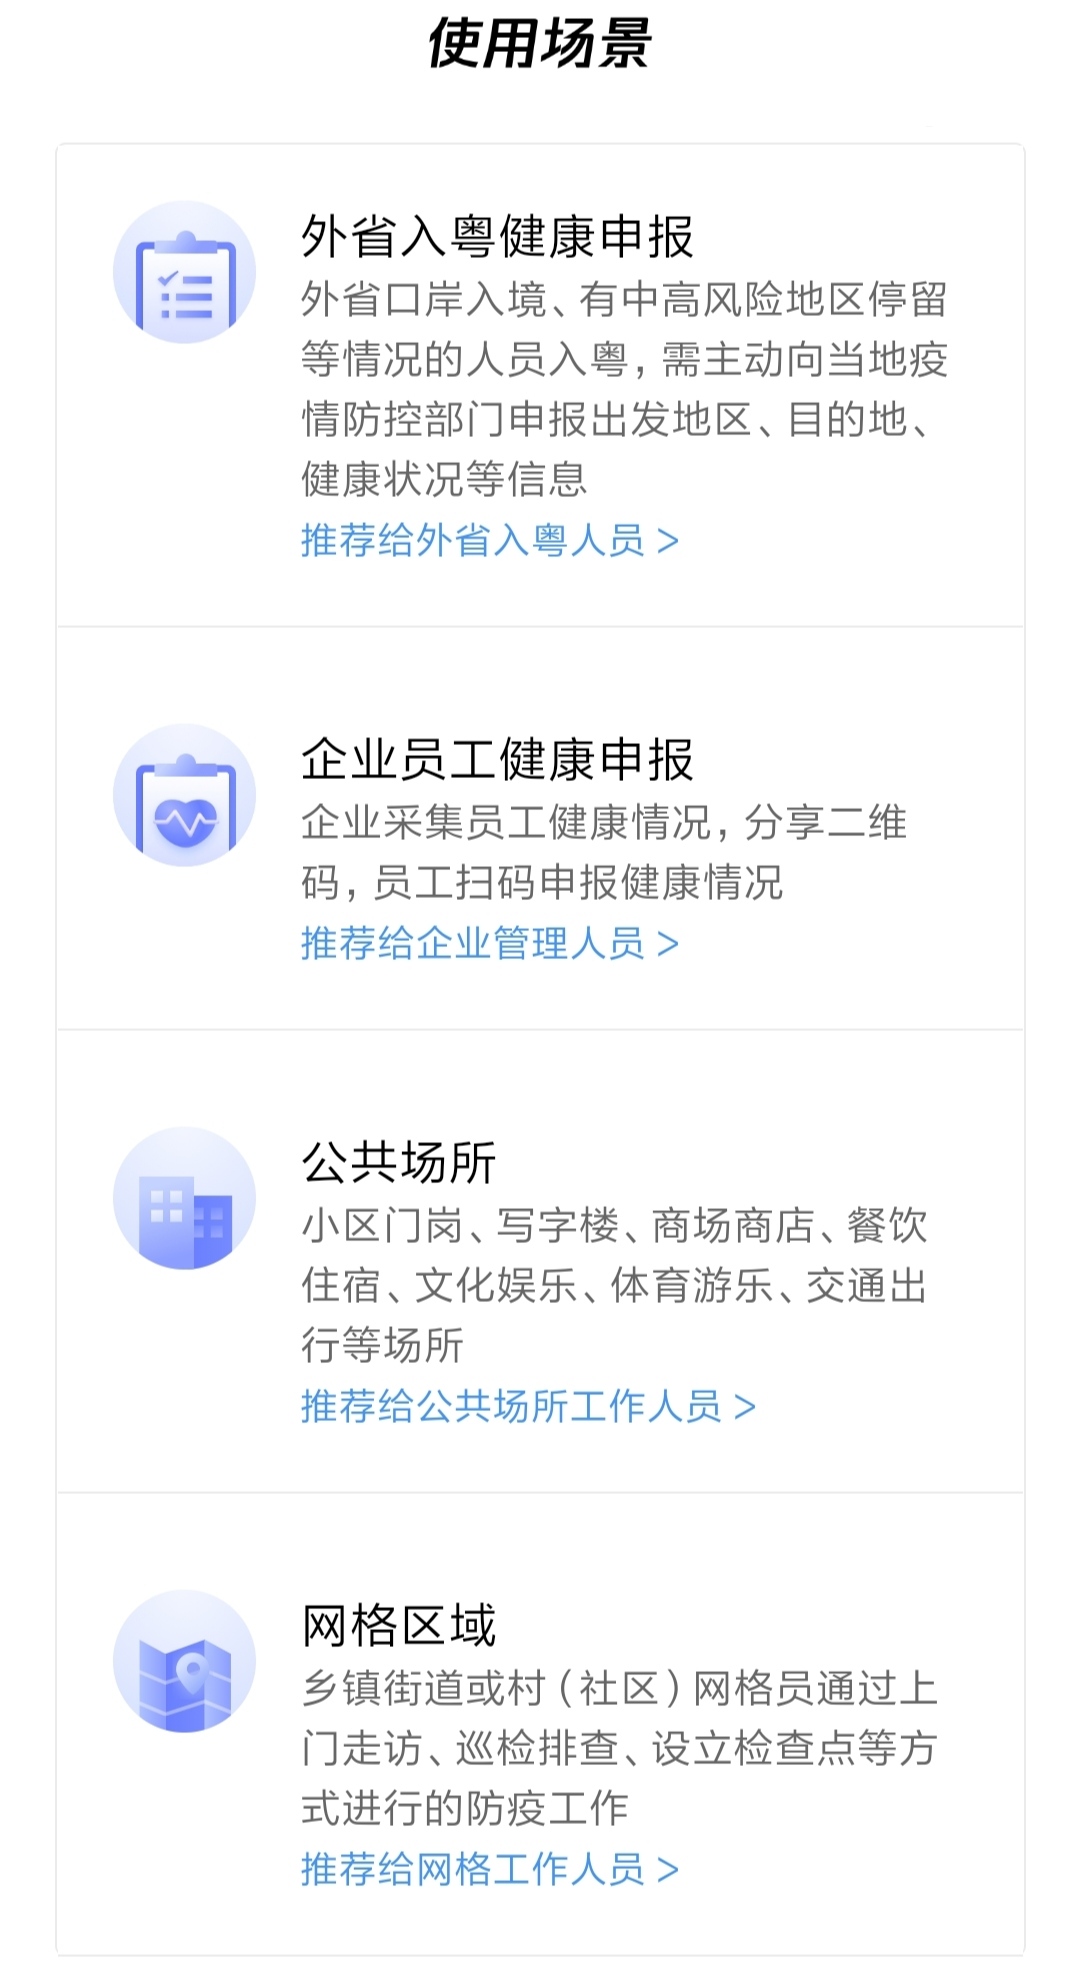 使用场景
外省入粤健康申报
外省口岸入境、有中高风险地区停留
等情况的人员入粤，需主动向当地疫
情防控部门申报出发地区、目的地、
健康状况等信息
推荐给外省入粤人员 >
企业员工健康申报
企业采集员工健康情况，分享二维
码，员工扫码申报健康情况
推荐给企业管理人员 >
公共场所
小区门岗、写字楼、商场商店、餐饮
住宿、文化娱乐、体育游乐、交通出
行等场所
推荐给公共场所工作人员 >
网格区域
乡镇街道或村（社区）网格员通过上
门走访、巡检排查、设立检查点等方
式进行的防疫工作
推荐给网格工作人员 >